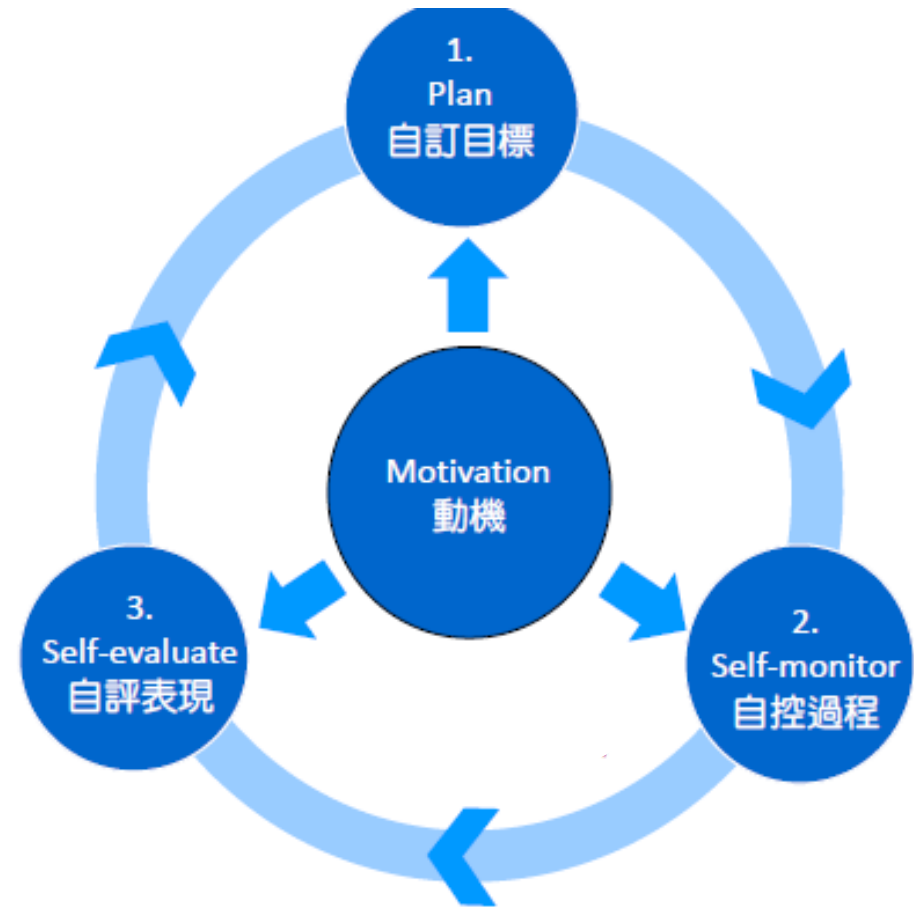 1.
Plan
自訂目標
Motivation
動機
2.
Self-monitor
自控過程
3.
Self-evaluate
自評表現